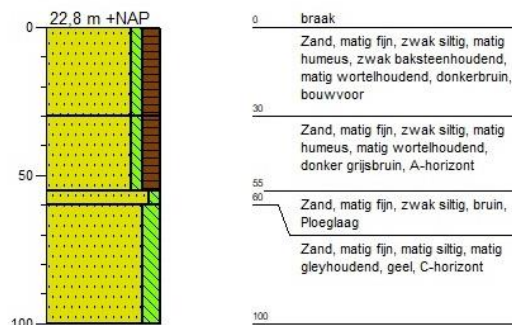 22,8 m +NAP
0
50
100
0
braak
Zand, matig fijn, zwak siltig, matig
humeus, zwak baksteenhoudend,
matig wortelhoudend, donkerbruin,
bouwvoor
30
Zand, matig fijn, zwak siltig, matig
humeus, matig wortelhoudend,
donker grijsbruin, A-horizont
55
60
Zand, matig fijn, zwak siltig, bruin,
Ploeglaag
Zand, matig fijn, matig siltig, matig
gleyhoudend, geel, C-horizont
100